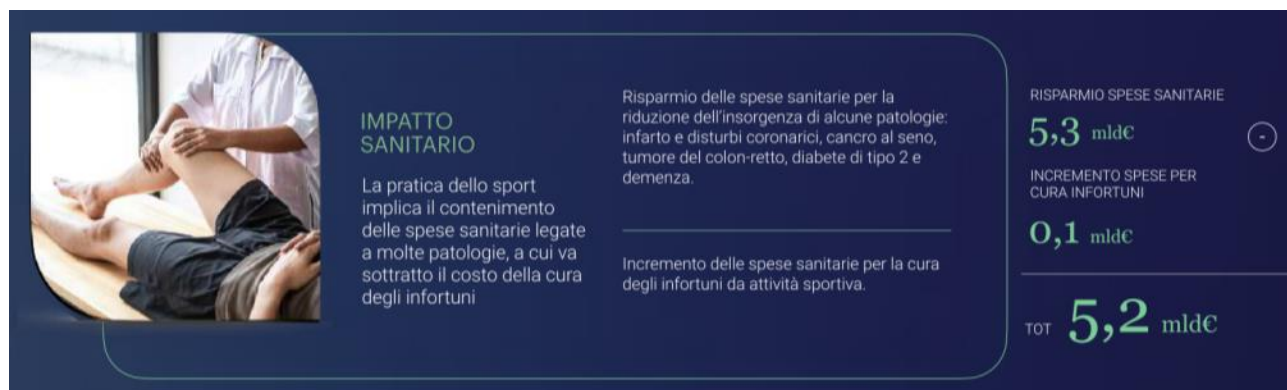 IMPATTO
SANITARIO
La pratica dello sport
implica il contenimento
delle spese sanitarie legate
a molte patologie, a cui va
sottratto il costo della cura
degli infortuni
Risparmio delle spese sanitarie per la
riduzione dell'insorgenza di alcune patologie:
infarto e disturbi coronarici, cancro al seno,
tumore del colon-retto, diabete di tipo 2 e
demenza.
Incremento delle spese sanitarie per la cura
degli infortuni da attività sportiva.
RISPARMIO SPESE SANITARIE
5,3 mld€
-
INCREMENTO SPESE PER
CURA INFORTUNI
0,1 mld€
TOT 5,2 mld€